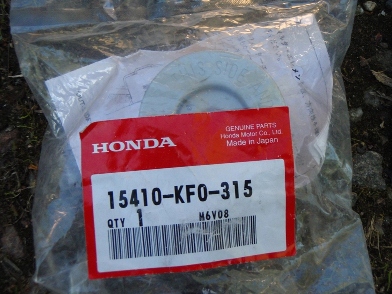 GENUINE PARTS
Honda Motor Co., Ltd.
Made in Japan
HONDA
15410-KF0-315
QTY 1 M6V08